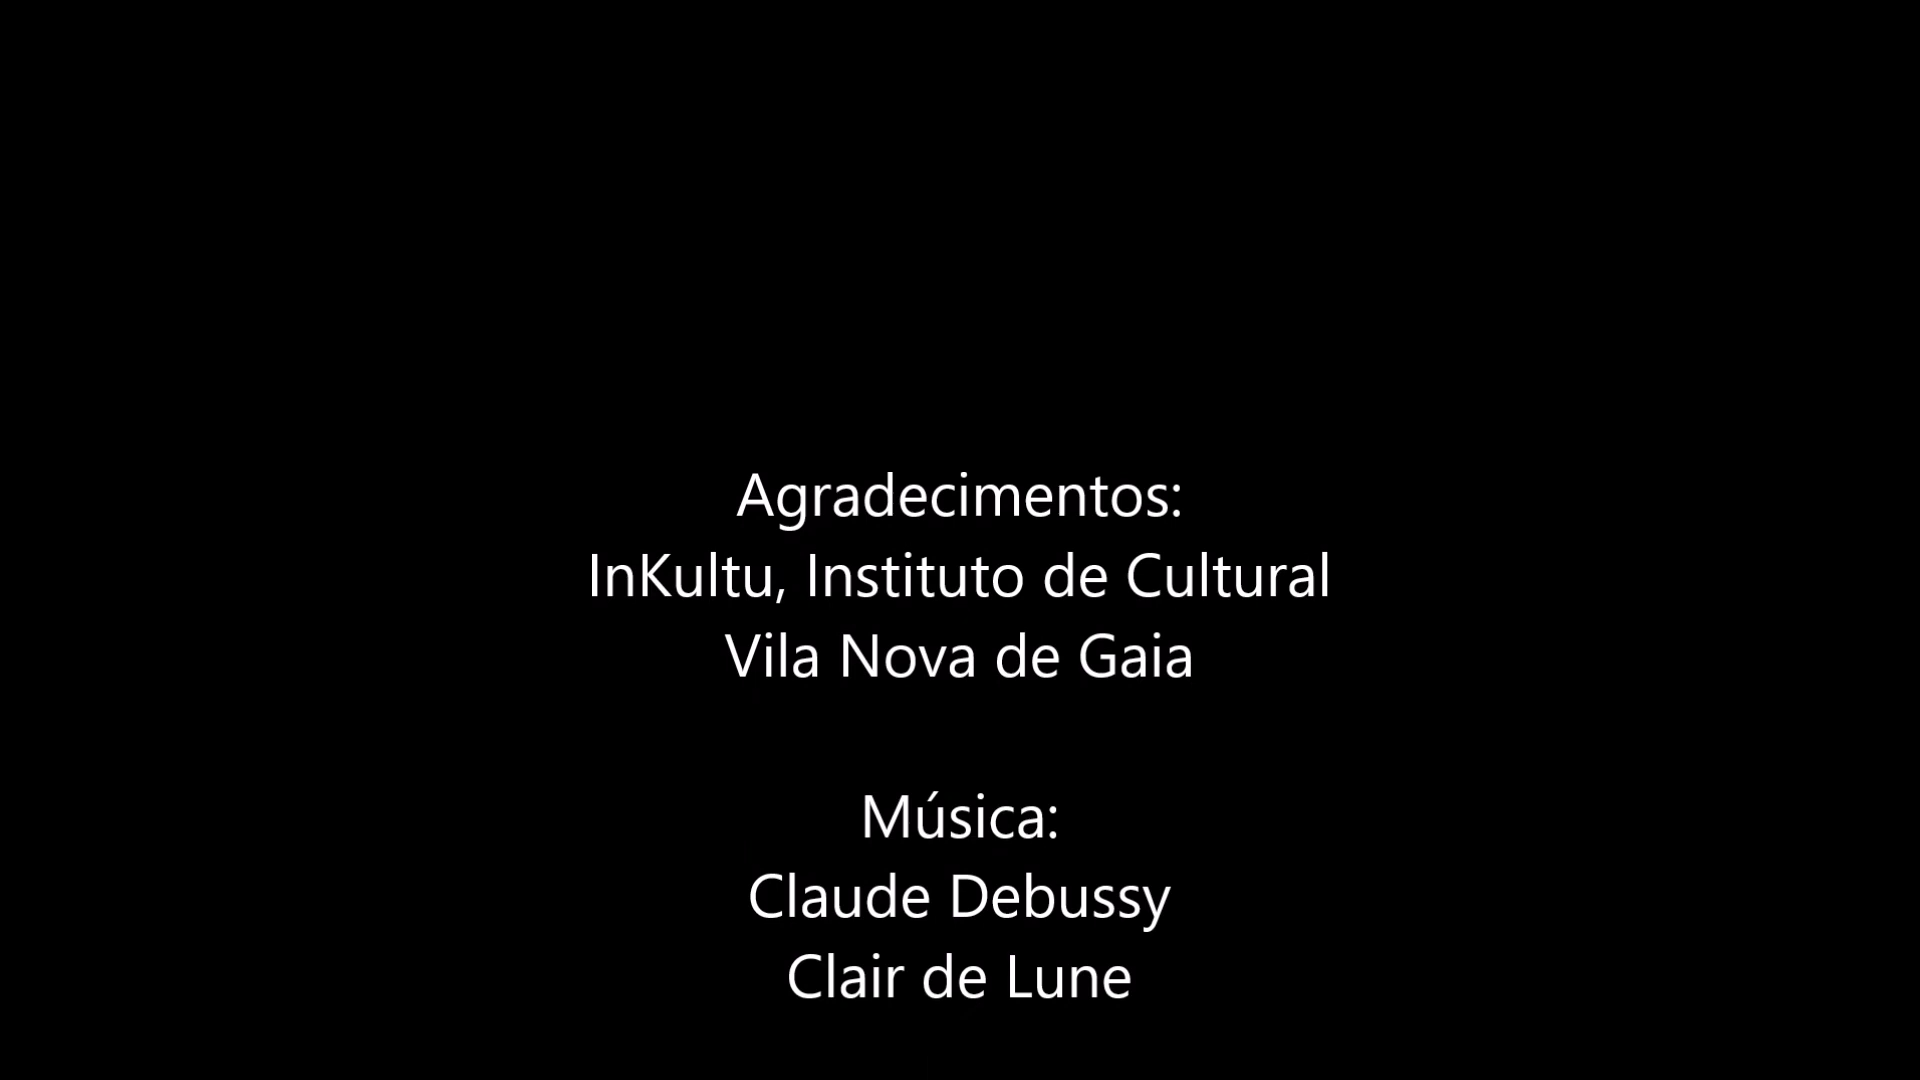 Agradecimentos:
InKultu, Instituto de Cultural
Vila Nova de Gaia
Música:
Claude Debussy
Clair de Lune